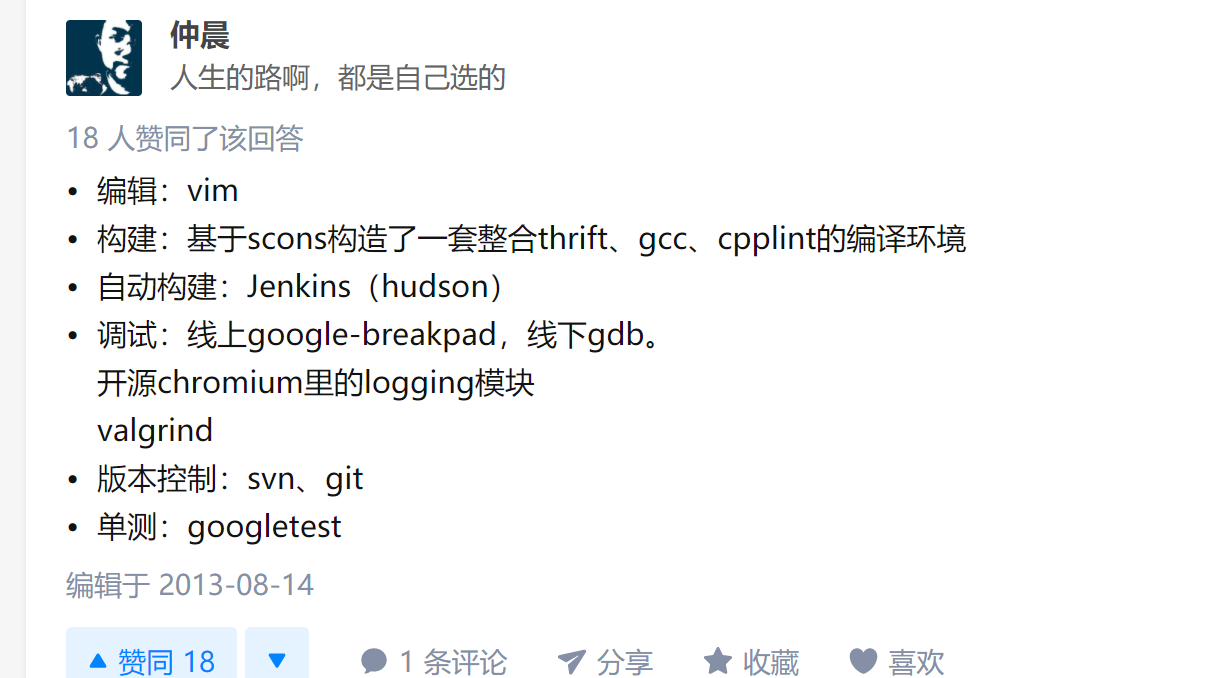 仲晨
人生的路啊，都是自己选的
18 人赞同了该回答
• 编辑：vim
• 构建：基于scons构造了一套整合thrift、gcc、cpplint的编译环境
• 自动构建：Jenkins（hudson）
• 调试：线上google-breakpad，线下gdb。
开源chromium里的logging模块
valgrind
• 版本控制：svn、git
• 单测：googletest
编辑于 2013-08-14
赞同 18 1 条评论 分享 收藏 喜欢